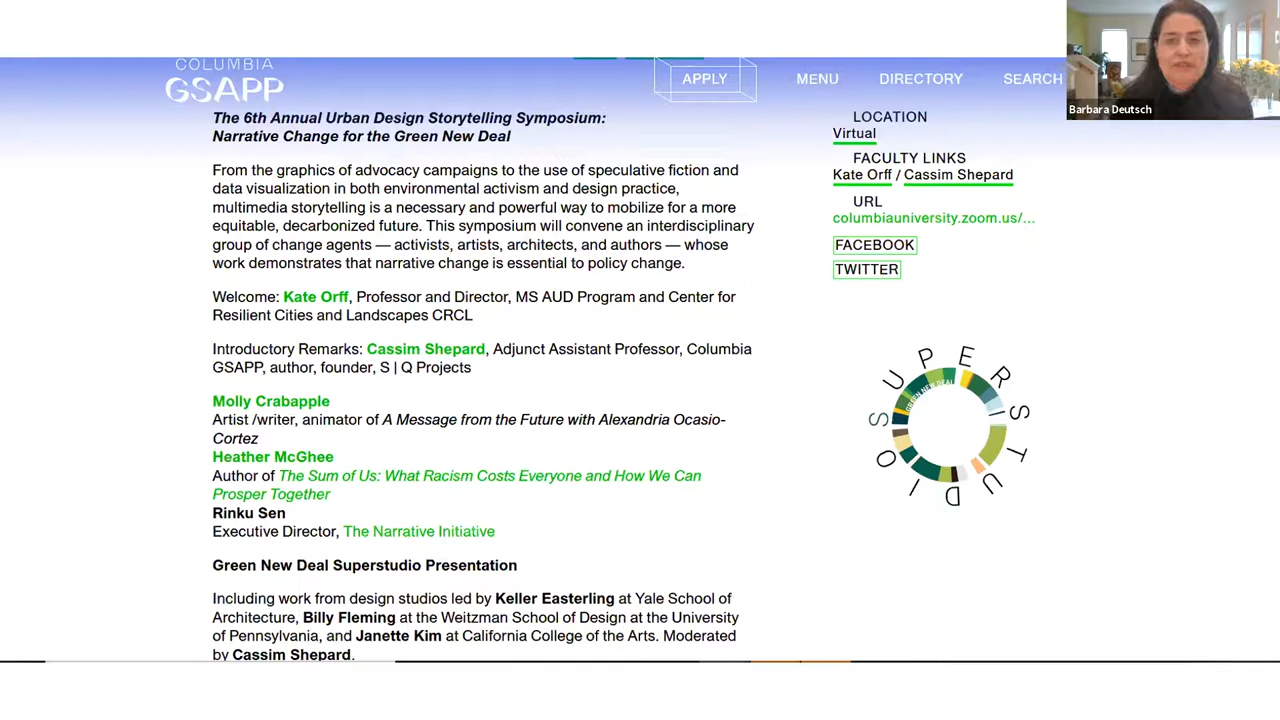 COLUMBIA
GSAPP
APPLY
MENU
DIRECTORY
SEARCH
Barbara Deutsch
The 6th Annual Urban Design Storytelling Symposium:
Narrative Change for the Green New Deal
From the graphics of advocacy campaigns to the use of speculative fiction and
data visualization in both environmental activism and design practice,
multimedia storytelling is a necessary and powerful way to mobilize for a more
equitable, decarbonized future. This symposium will convene an interdisciplinary
group of change agents — activists, artists, architects, and authors — whose
work demonstrates that narrative change is essential to policy change.
Welcome: Kate Orff, Professor and Director, MS AUD Program and Center for
Resilient Cities and Landscapes CRCL
Introductory Remarks: Cassim Shepard, Adjunct Assistant Professor, Columbia
GSAPP, author, founder, S | Q Projects
Molly Crabapple
Artist /writer, animator of A Message from the Future with Alexandria Ocasio-
Cortez
Heather McGhee
Author of The Sum of Us: What Racism Costs Everyone and How We Can
Prosper Together
Rinku Sen
Executive Director, The Narrative Initiative
Green New Deal Superstudio Presentation
Including work from design studios led by Keller Easterling at Yale School of
Architecture, Billy Fleming at the Weitzman School of Design at the University
of Pennsylvania, and Janette Kim at California College of the Arts. Moderated
by Cassim Shepard.
LOCATION
Virtual
FACULTY LINKS
Kate Orff / Cassim Shepard
URL
columbiauniversity.zoom.us/...
FACEBOOK
TWITTER
SUPERSTUDIO
GREEN NEW DEAL